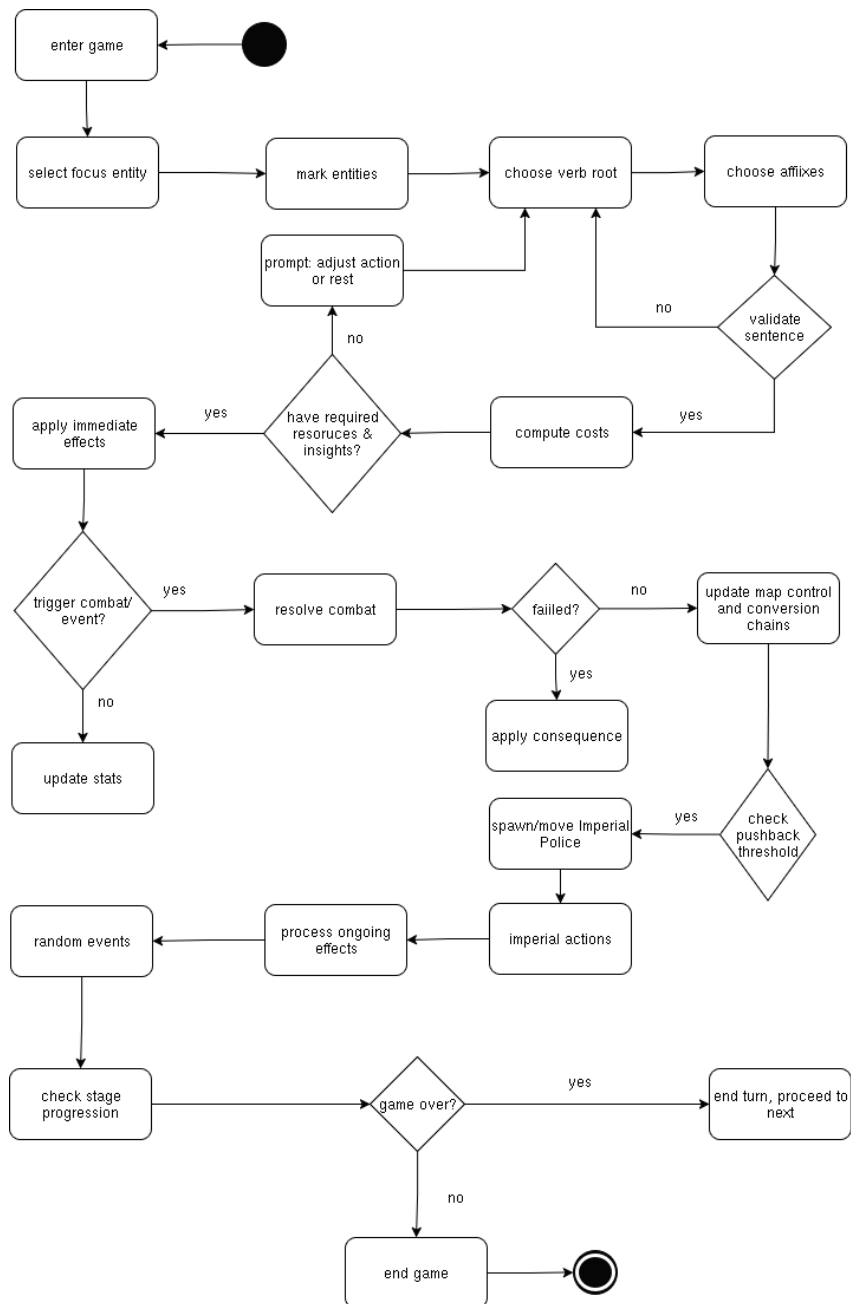 enter game
select focus entity
mark entities
choose verb root
choose affiixes
prompt: adjust action
or rest
no
validate
sentence
no
yes
apply immediate
effects
yes
have required
resoruces &
insights?
compute costs
trigger combat/
event?
yes
resolve combat
faiiled?
no
update map control
and conversion
chains
yes
no
apply consequence
update stats
spawn/move Imperial
Police
yes
check
pushback
threshold
random events
process ongoing
effects
imperial actions
check stage
progression
game over?
yes
end turn, proceed to
next
no
end game